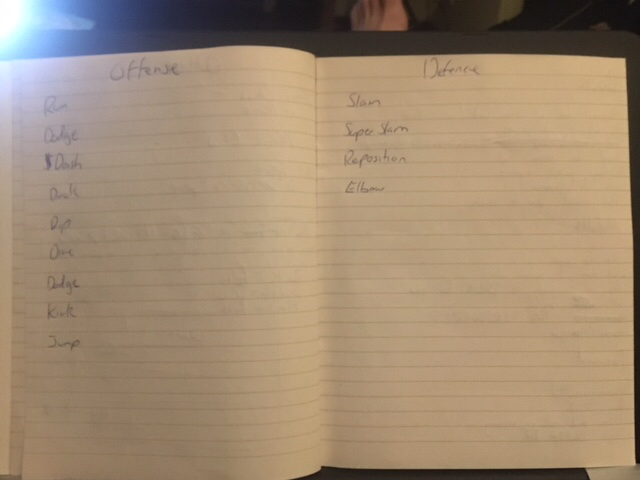 Offense
Run
Dodge
Dash
Duck
Dip
Dive
Dodge
Kick
Jump
Defence
Slam
Super Slam
Reposition
Elbow